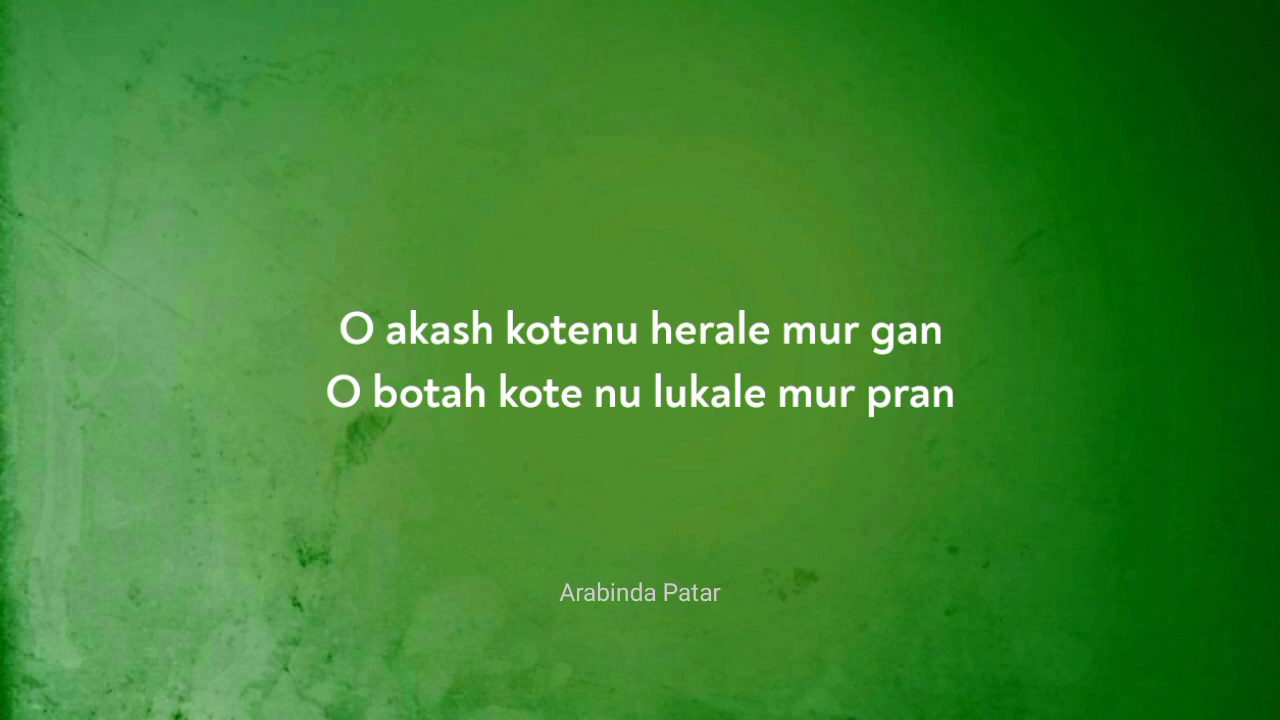 O akash kotenu herale mur gan
O botah kote nu lukale mur pran
Arabinda Patar